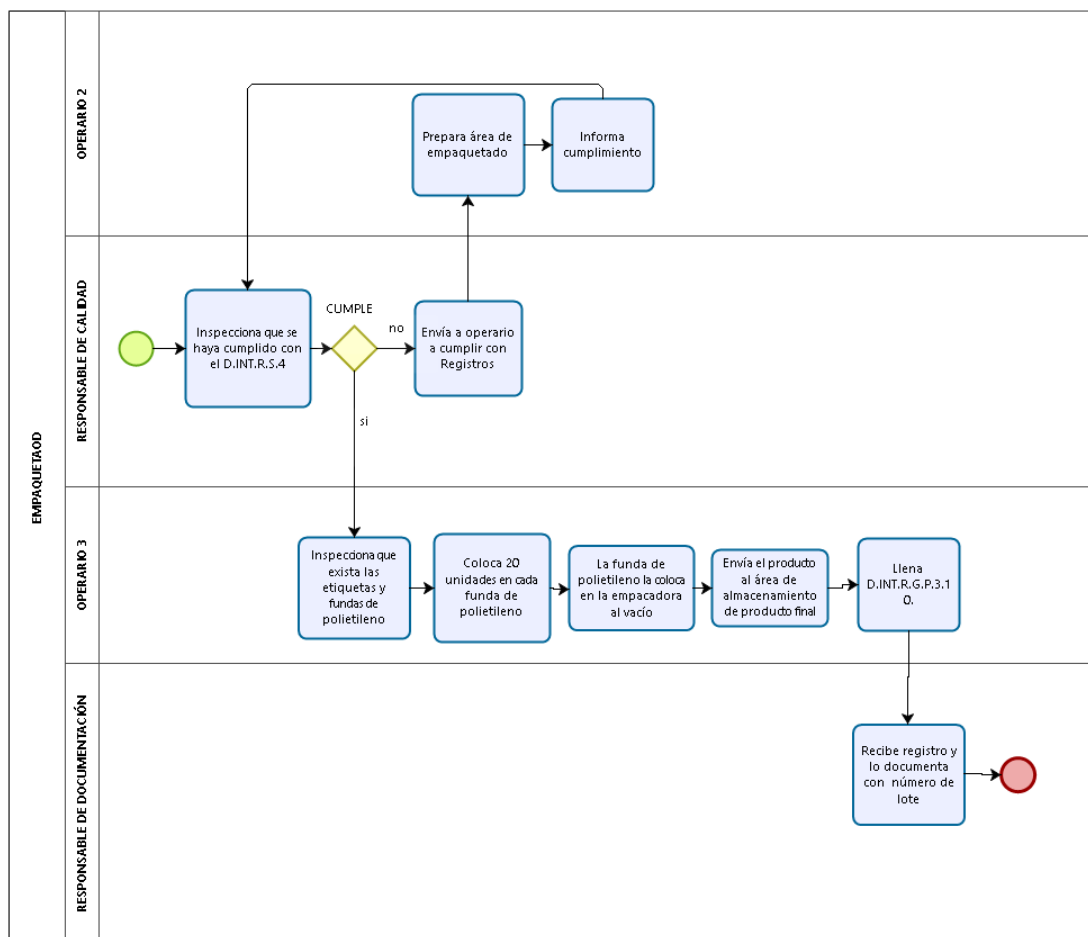 EMPAQUETAOD
OPERARIO 2
Prepara área de
empaquetado
Informa
cumplimiento
RESPONSABLE DE CALIDAD
Inspecciona que se
haya cumplido con
el D.INT.R.S.4
CUMPLE
no
si
Envía a operario
a cumplir con
Registros
OPERARIO 3
Inspecciona que
exista las
etiquetas y
fundas de
polietileno
Coloca 20
unidades en cada
funda de
polietileno
La funda de
polietileno la coloca
en la empacadora
al vacío
Envía el producto
al área de
almacenamiento
de producto final
Llena
D.INT.R.G.P.3.1
0.
RESPONSABLE DE DOCUMENTACIÓN
Recibe registro y
lo documenta
con número de
lote